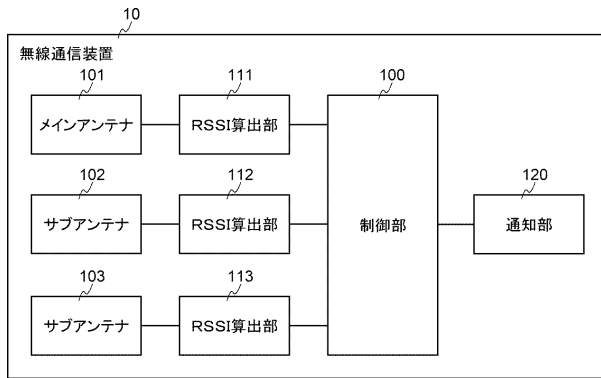 10
無線通信装置
101
111
100
メインアンテナ
RSSI算出部
102
112
120
サブアンテナ
RSSI算出部
制御部
通知部
103
113
サブアンテナ
RSSI算出部